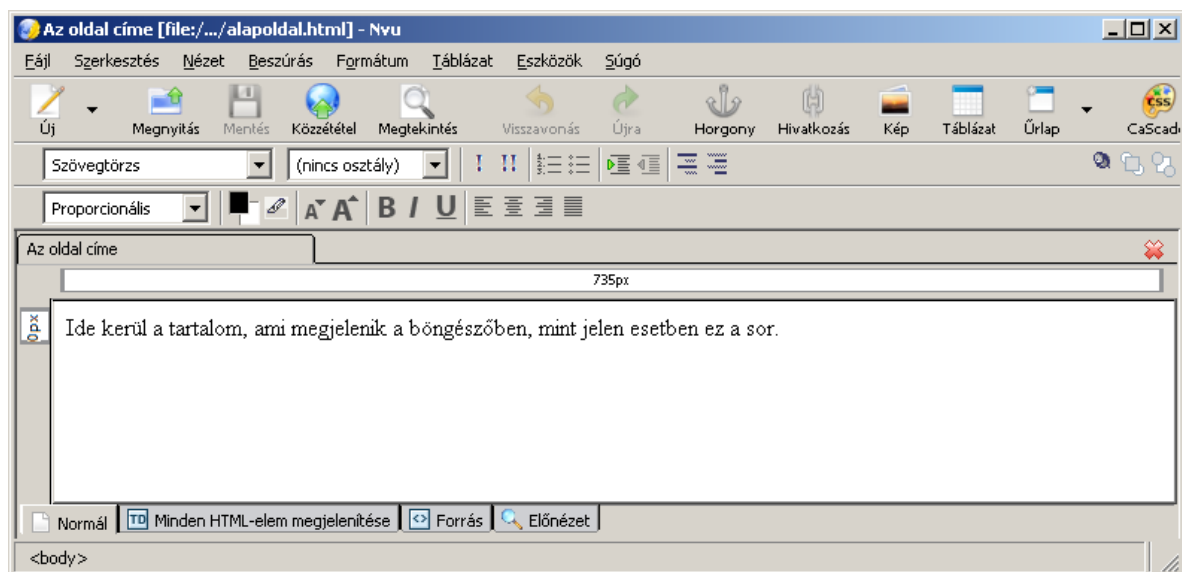 Az oldal címe [file:/.../alapoldal.html] - Nvu
Fájl Szerkesztés Nézet Beszúrás Formátum Táblázat Eszközök Súgó
Új Megnyitás Mentés Közzététel Megtekintés Visszavonás Újra Horgony Hivatkozás Kép Táblázat Űrlap CaScad
Szövegtörzs (nincs osztály) ! !!
Proporcionális A A B I U
Az oldal címe
735px
0px
Ide kerül a tartalom, ami megjelenik a böngészőben, mint jelen esetben ez a sor.
Normál TD Minden HTML-elem megjelenítése Forrás Előnézet
<body>